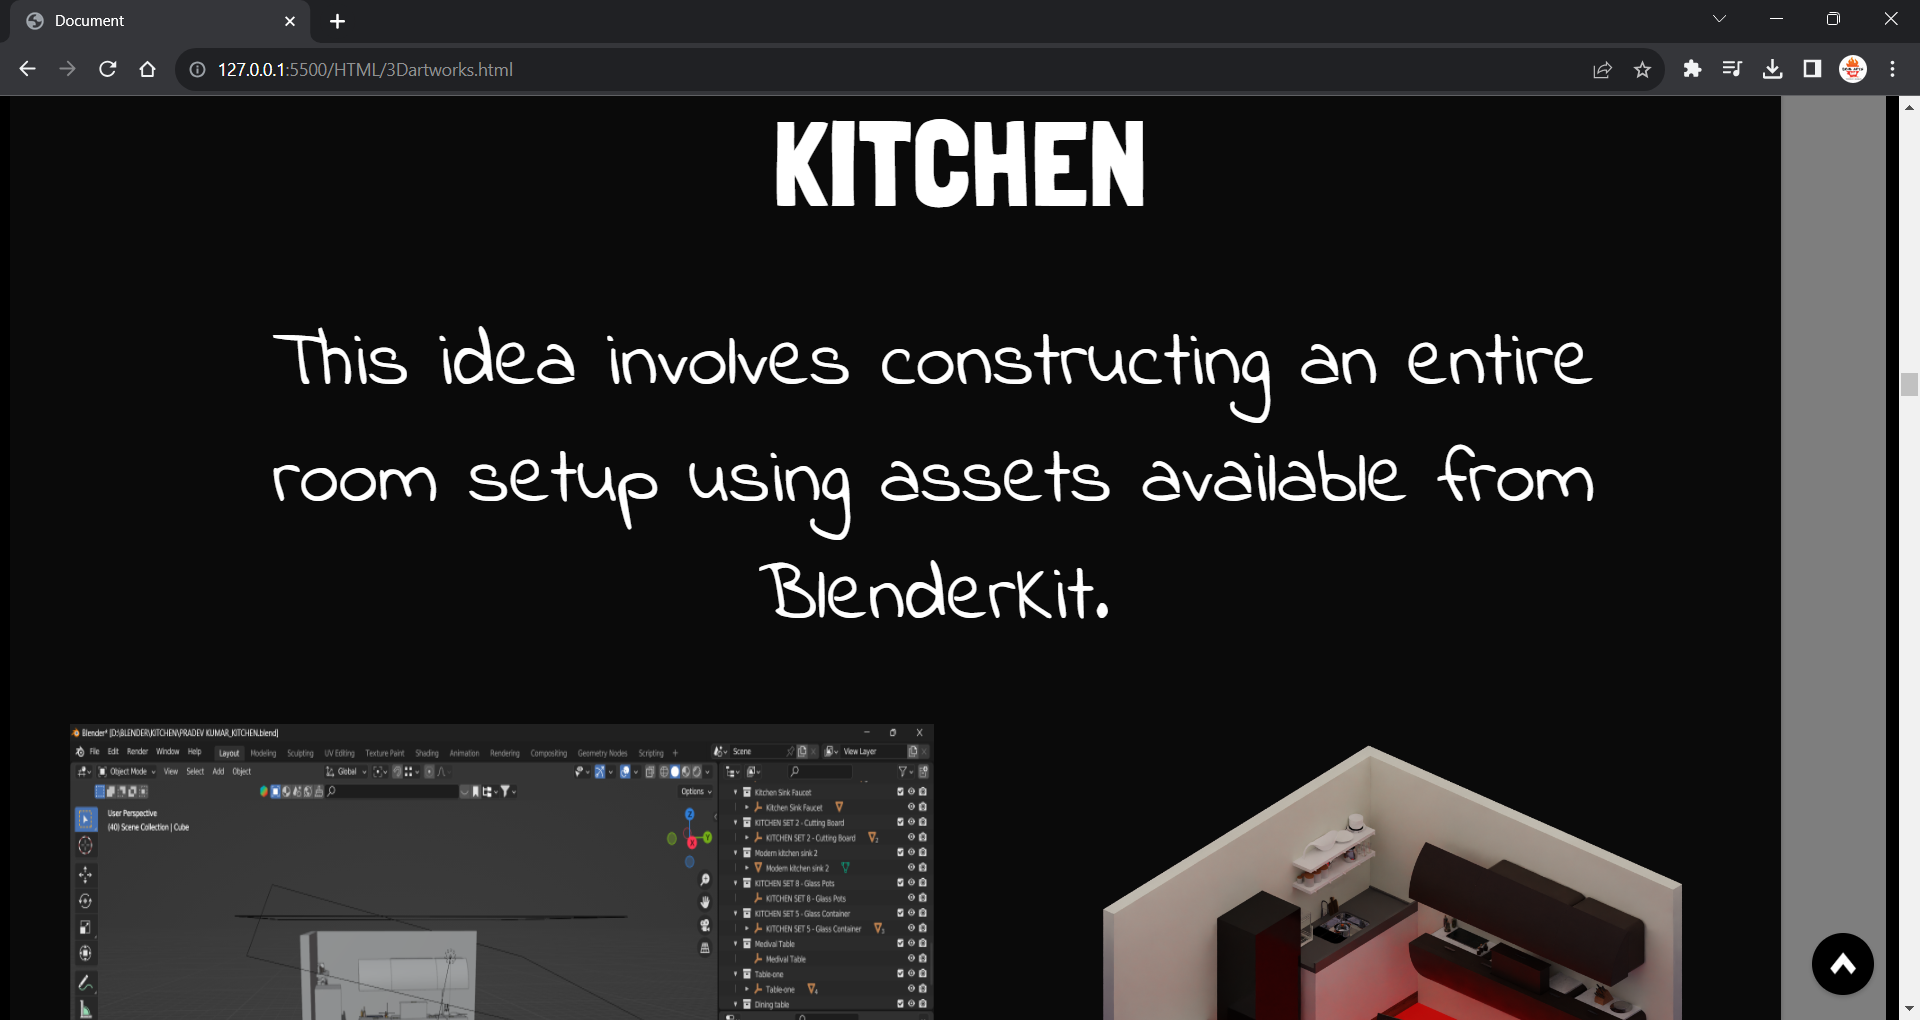 Document
127.0.0.1:5500/HTML/3Dartworks.html
KITCHEN
This idea involves constructing an entire
room setup using assets available from
BlenderKit.
Blender* [D:\BLENDER\KITCHEN\PRADEV KUMAR_KITCHEN.blend]
File Edit Render Window Help Layout Modeling Sculpting UV Editing Texture Paint Shading Animation Rendering Compositing Geometry Nodes Scripting + Scene View Layer
Object Mode View Select Add Object Global
Options
User Perspective
(40) Scene Collection | Cube
Z
Y
X
Kitchen Sink Faucet
Kitchen Sink Faucet
KITCHEN SET 2 - Cutting Board
KITCHEN SET 2 - Cutting Board
Modern kitchen sink 2
Modern kitchen sink 2
KITCHEN SET 8 - Glass Pots
KITCHEN SET 8 - Glass Pots
KITCHEN SET 5 - Glass Container
KITCHEN SET 5 - Glass Container
Medival Table
Medival Table
Table-one
Table-one
Dining table